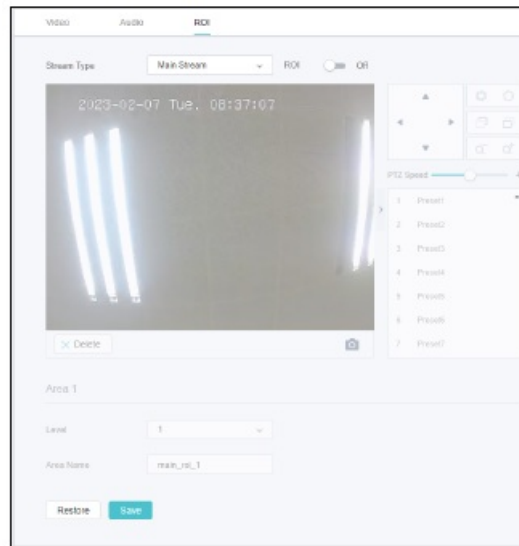 Video Audio ROI
Stream Type Main Stream ROI Off
2023-02-07 Tue. 08:37:07
PTZ Speed
1 Preset1
2 Preset2
3 Preset3
4 Preset4
5 Preset5
6 Preset6
7 Preset7
Delete
Area 1
Level 1
Area Name main_roi_1
Restore Save